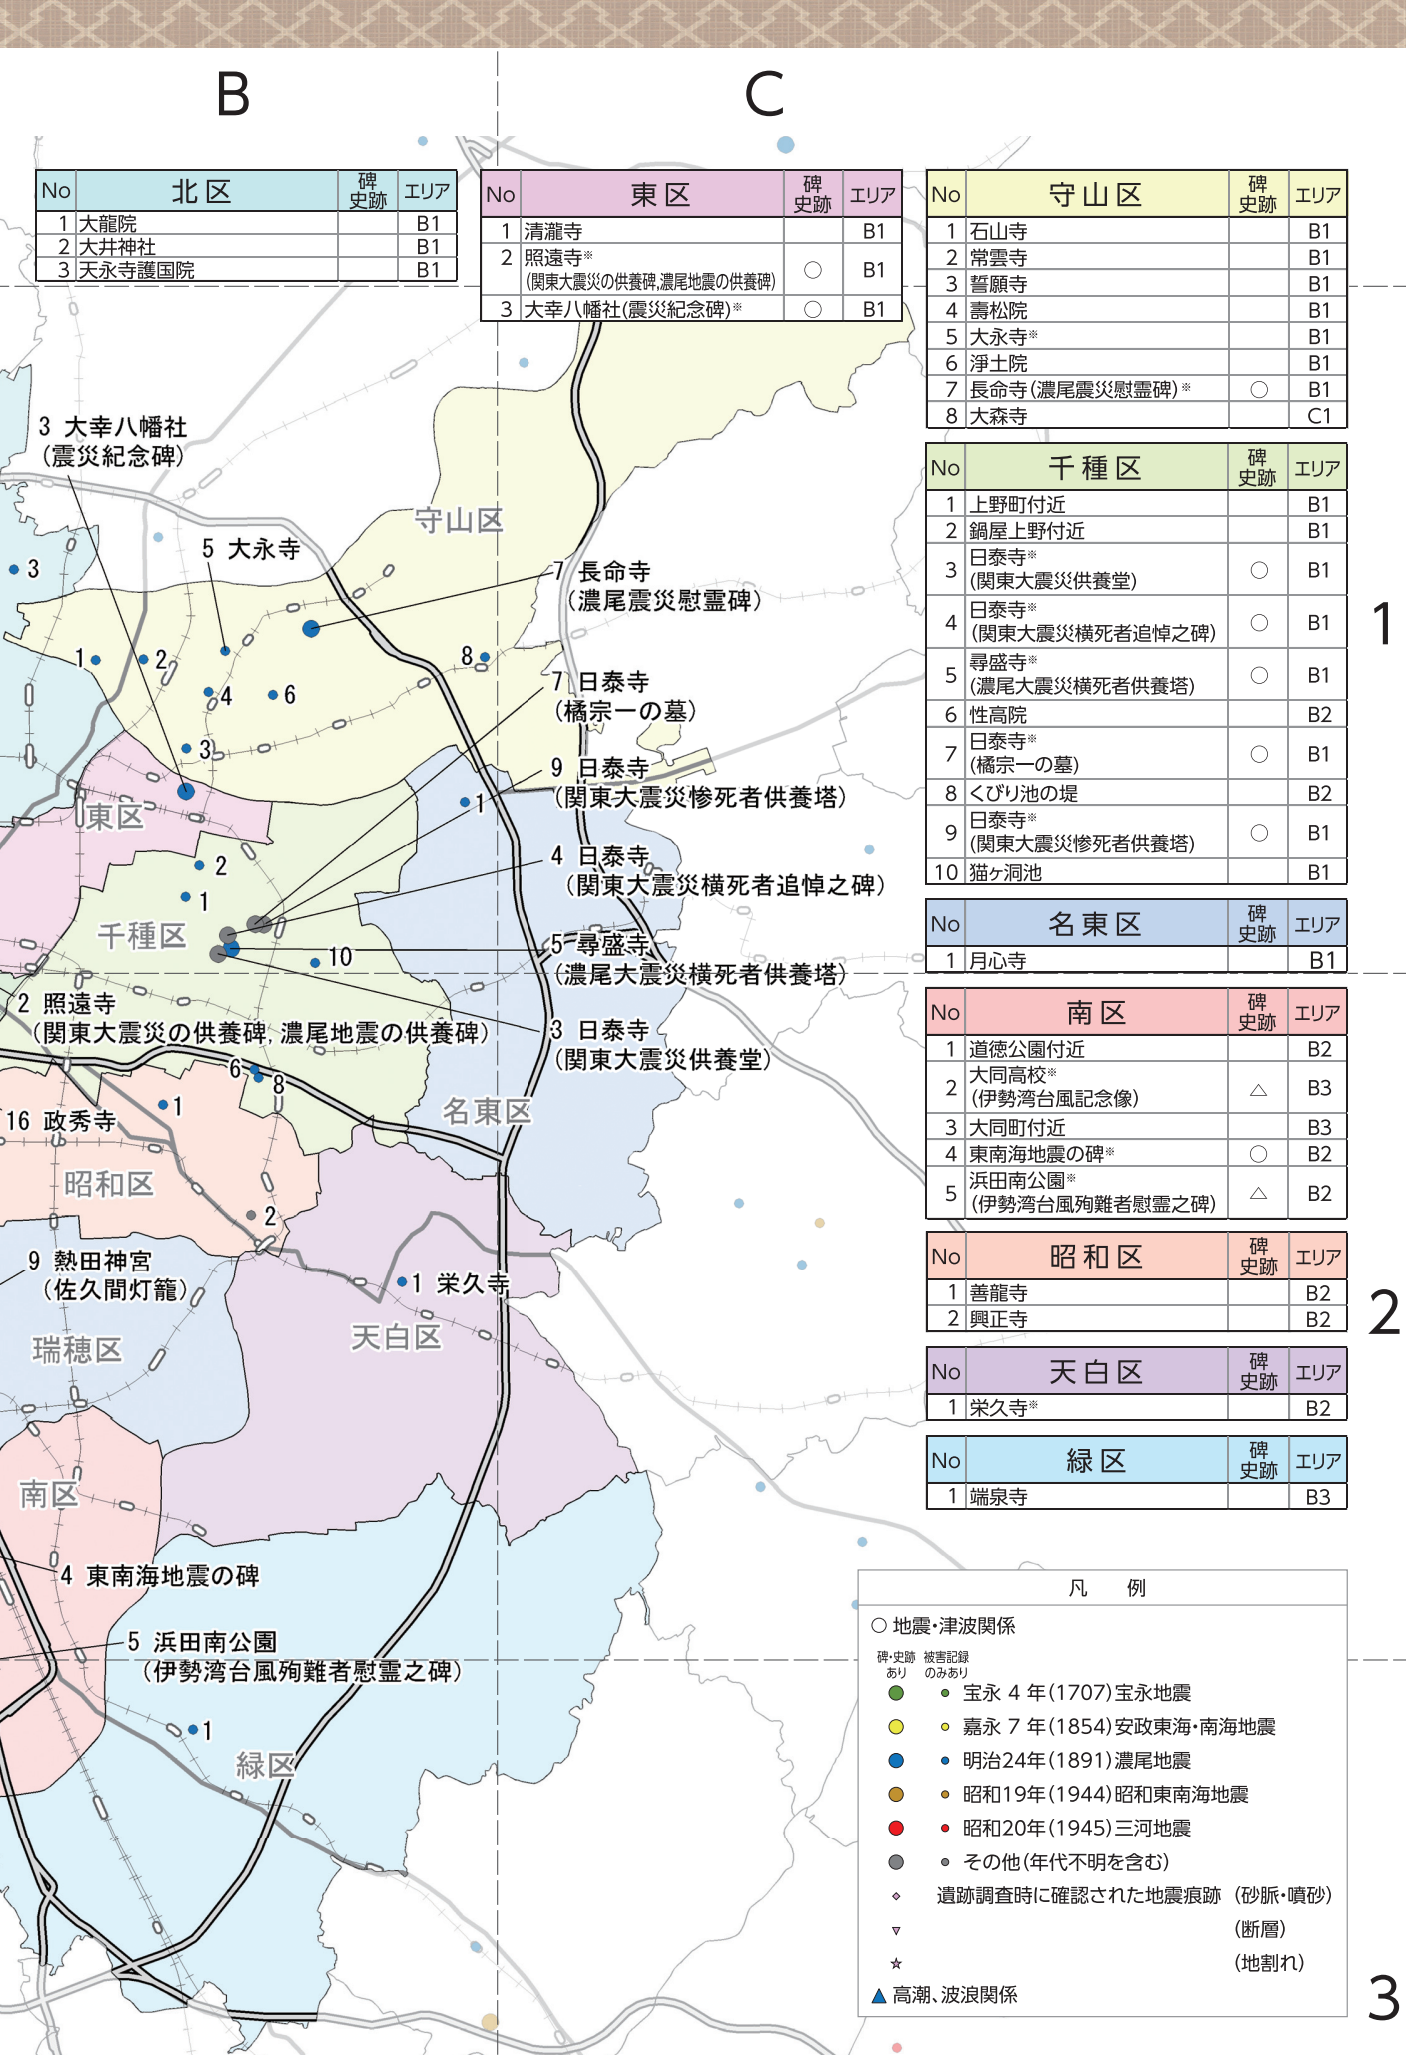 B
C
No 北区 碑史跡 エリア
1 大龍院 B1
2 大井神社 B1
3 天永寺護国院 B1
No 東区 碑史跡 エリア
1 清瀧寺 B1
2 照遠寺※ ○ B1
(関東大震災の供養碑,濃尾地震の供養碑)
3 大幸八幡社(震災紀念碑)※ ○ B1
No 守山区 碑史跡 エリア
1 石山寺 B1
2 常雲寺 B1
3 誓願寺 B1
4 壽松院 B1
5 大永寺※ B1
6 淨土院 B1
7 長命寺(濃尾震災慰霊碑)※ ○ B1
8 大森寺 C1
No 千種区 碑史跡 エリア
1 上野町付近 B1
2 鍋屋上野付近 B1
3 日泰寺※ ○ B1
(関東大震災供養堂)
4 日泰寺※ ○ B1
(関東大震災横死者追悼之碑)
5 尋盛寺※ ○ B1
(濃尾大震災横死者供養塔)
6 性高院 B2
7 日泰寺※ ○ B1
(橘宗一の墓)
8 くびり池の堤 B2
9 日泰寺※ ○ B1
(関東大震災惨死者供養塔)
10 猫ヶ洞池 B1
No 名東区 碑史跡 エリア
1 月心寺 B1
No 南区 碑史跡 エリア
1 道徳公園付近 B2
2 大同高校※ △ B3
(伊勢湾台風記念像)
3 大同町付近 B3
4 東南海地震の碑※ ○ B2
5 浜田南公園※ △ B2
(伊勢湾台風殉難者慰霊之碑)
No 昭和区 碑史跡 エリア
1 善龍寺 B2
2 興正寺 B2
No 天白区 碑史跡 エリア
1 栄久寺※ B2
No 緑区 碑史跡 エリア
1 端泉寺 B3
1
2
3
3 大幸八幡社
(震災紀念碑)
守山区
5 大永寺
3
7 長命寺
(濃尾震災慰霊碑)
1
2
8
4
6
7 日泰寺
(橘宗一の墓)
3
9 日泰寺
(関東大震災惨死者供養塔)
1
東区
2
4 日泰寺
(関東大震災横死者追悼之碑)
1
千種区
10
5 尋盛寺
(濃尾大震災横死者供養塔)
2 照遠寺
(関東大震災の供養碑,濃尾地震の供養碑)
3 日泰寺
(関東大震災供養堂)
6
8
1
名東区
16 政秀寺
昭和区
2
9 熱田神宮
(佐久間灯籠)
1 栄久寺
瑞穂区
天白区
南区
4 東南海地震の碑
5 浜田南公園
(伊勢湾台風殉難者慰霊之碑)
1
緑区
凡 例
○ 地震・津波関係
碑・史跡あり 被害記録のみあり
宝永 4 年(1707)宝永地震
嘉永 7 年(1854)安政東海・南海地震
明治24年(1891)濃尾地震
昭和19年(1944)昭和東南海地震
昭和20年(1945)三河地震
その他(年代不明を含む)
遺跡調査時に確認された地震痕跡 (砂脈・噴砂)
(断層)
(地割れ)
▲ 高潮、波浪関係